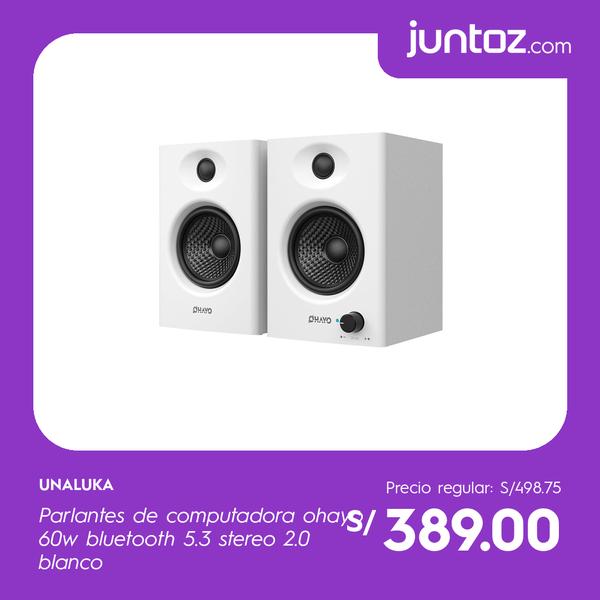 juntoz.com
OHAYO
OHAYO
UNALUKA
Precio regular: S/498.75
Parlantes de computadora ohayo
S/ 389.00
60w bluetooth 5.3 stereo 2.0
blanco